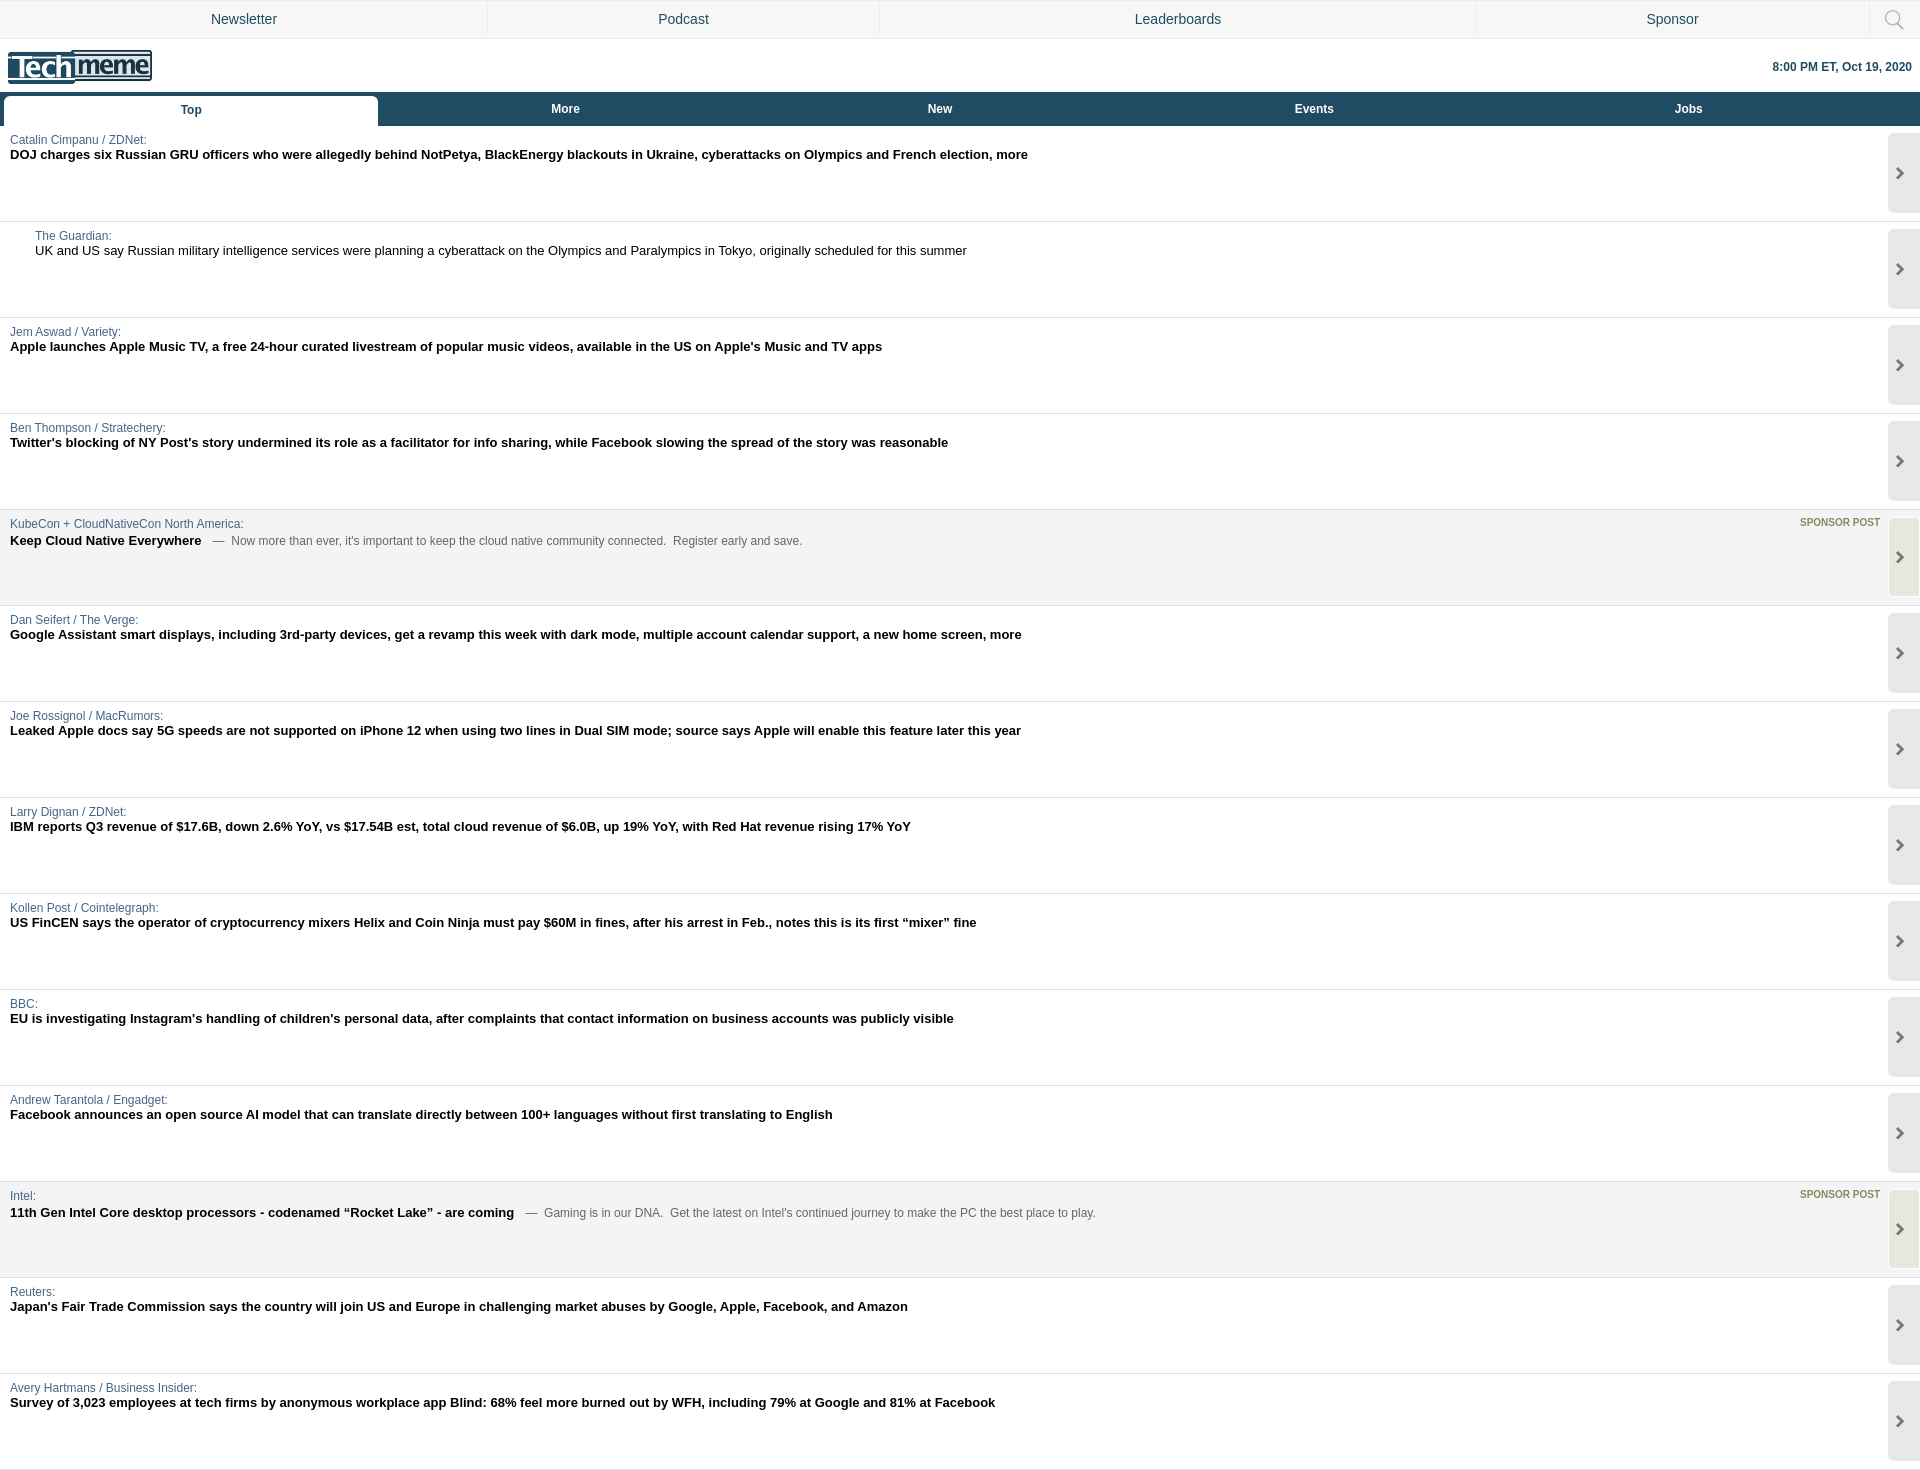 Newsletter
Podcast
Leaderboards
Sponsor
Techmeme
8:00 PM ET, Oct 19, 2020
Top
More
New
Events
Jobs
Catalin Cimpanu / ZDNet:
DOJ charges six Russian GRU officers who were allegedly behind NotPetya, BlackEnergy blackouts in Ukraine, cyberattacks on Olympics and French election, more
The Guardian:
UK and US say Russian military intelligence services were planning a cyberattack on the Olympics and Paralympics in Tokyo, originally scheduled for this summer
Jem Aswad / Variety:
Apple launches Apple Music TV, a free 24-hour curated livestream of popular music videos, available in the US on Apple's Music and TV apps
Ben Thompson / Stratechery:
Twitter's blocking of NY Post's story undermined its role as a facilitator for info sharing, while Facebook slowing the spread of the story was reasonable
KubeCon + CloudNativeCon North America:
SPONSOR POST
Keep Cloud Native Everywhere — Now more than ever, it's important to keep the cloud native community connected. Register early and save.
Dan Seifert / The Verge:
Google Assistant smart displays, including 3rd-party devices, get a revamp this week with dark mode, multiple account calendar support, a new home screen, more
Joe Rossignol / MacRumors:
Leaked Apple docs say 5G speeds are not supported on iPhone 12 when using two lines in Dual SIM mode; source says Apple will enable this feature later this year
Larry Dignan / ZDNet:
IBM reports Q3 revenue of $17.6B, down 2.6% YoY, vs $17.54B est, total cloud revenue of $6.0B, up 19% YoY, with Red Hat revenue rising 17% YoY
Kollen Post / Cointelegraph:
US FinCEN says the operator of cryptocurrency mixers Helix and Coin Ninja must pay $60M in fines, after his arrest in Feb., notes this is its first “mixer” fine
BBC:
EU is investigating Instagram's handling of children's personal data, after complaints that contact information on business accounts was publicly visible
Andrew Tarantola / Engadget:
Facebook announces an open source AI model that can translate directly between 100+ languages without first translating to English
Intel:
SPONSOR POST
11th Gen Intel Core desktop processors - codenamed “Rocket Lake” - are coming — Gaming is in our DNA. Get the latest on Intel's continued journey to make the PC the best place to play.
Reuters:
Japan's Fair Trade Commission says the country will join US and Europe in challenging market abuses by Google, Apple, Facebook, and Amazon
Avery Hartmans / Business Insider:
Survey of 3,023 employees at tech firms by anonymous workplace app Blind: 68% feel more burned out by WFH, including 79% at Google and 81% at Facebook